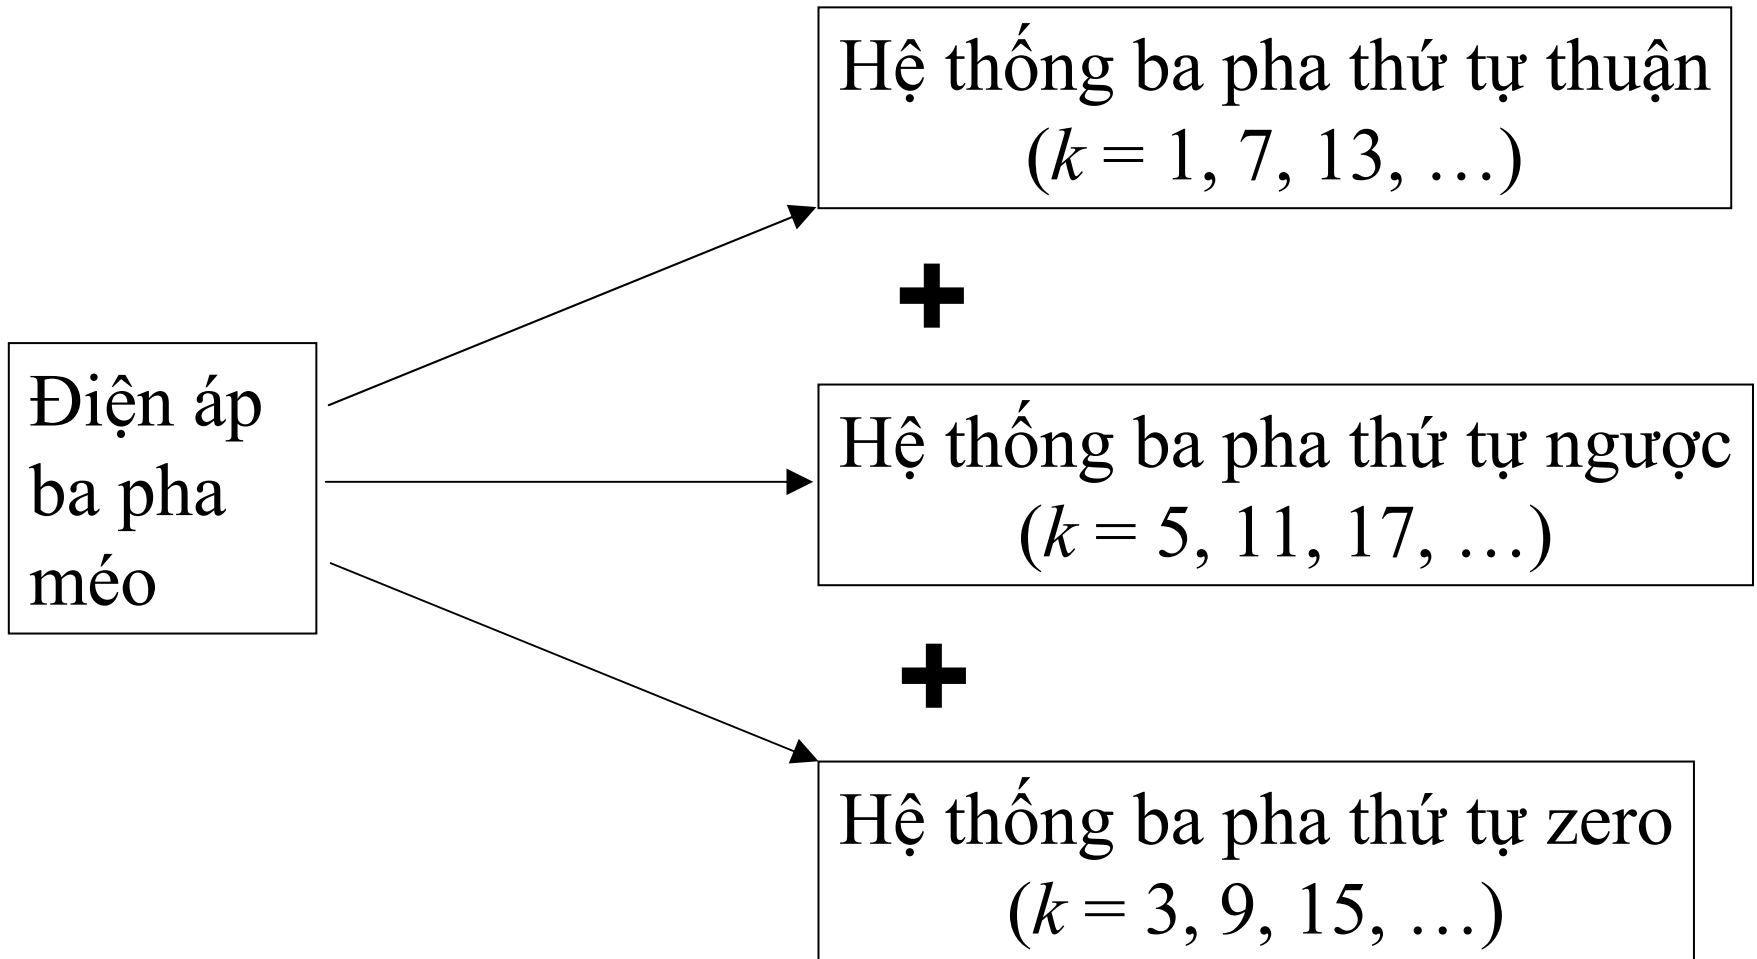 Hệ thống ba pha thứ tự thuận
(k = 1, 7, 13, …)
+
Điện áp
ba pha
méo
Hệ thống ba pha thứ tự ngược
(k = 5, 11, 17, …)
+
Hệ thống ba pha thứ tự zero
(k = 3, 9, 15, …)